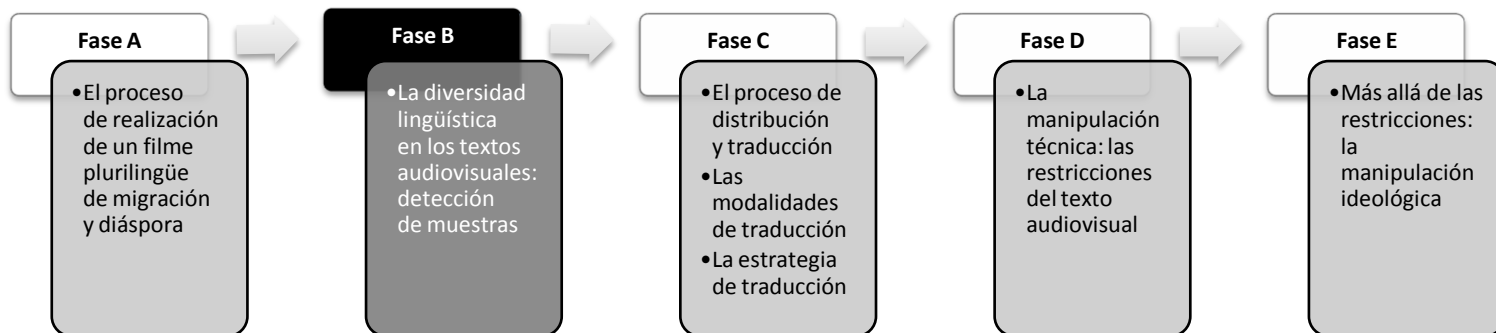 Fase A
•El proceso
de realización
de un filme
plurilingüe
de migración
y diáspora
Fase B
•La diversidad
lingüística
en los textos
audiovisuales:
detección
de muestras
Fase C
•El proceso de
distribución
y traducción
•Las
modalidades
de traducción
•La estrategia
de traducción
Fase D
•La
manipulación
técnica: las
restricciones
del texto
audiovisual
Fase E
•Más allá de las
restricciones:
la
manipulación
ideológica